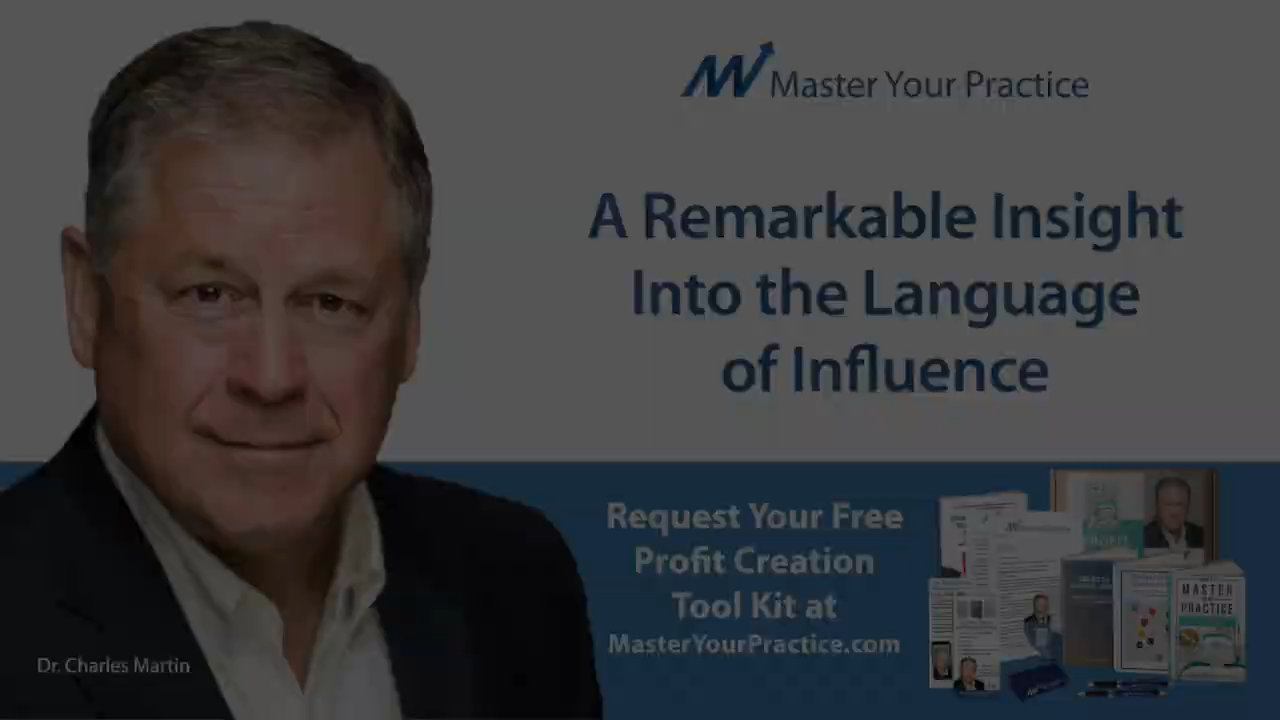 Master Your Practice
A Remarkable Insight
Into the Language
of Influence
Request Your Free
Profit Creation
Tool Kit at
MasterYourPractice.com
MASTER
PRACTICE
Dr. Charles Martin